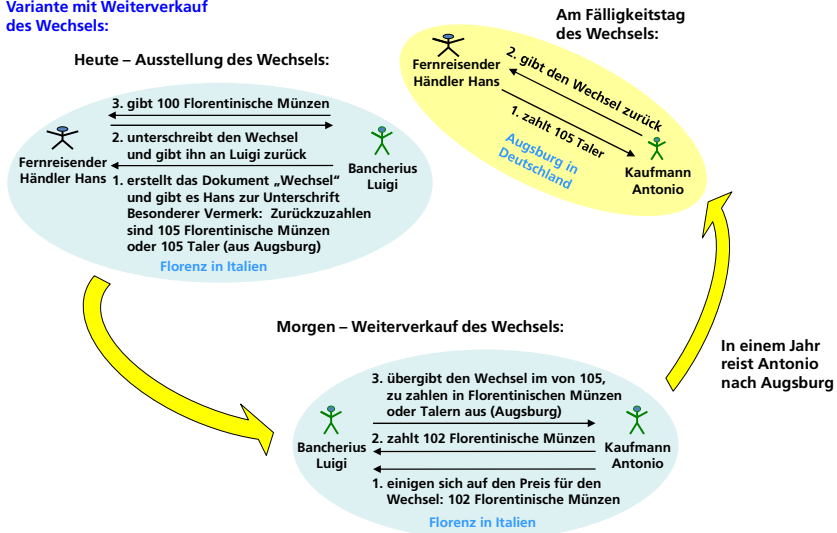 Variante mit Weiterverkauf
des Wechsels:
Heute – Ausstellung des Wechsels:
3. gibt 100 Florentinische Münzen
2. unterschreibt den Wechsel
und gibt ihn an Luigi zurück
Fernreisender
Händler Hans
Bancherius
Luigi
1. erstellt das Dokument „Wechsel“
und gibt es Hans zur Unterschrift
Besonderer Vermerk: Zurückzuzahlen
sind 105 Florentinische Münzen
oder 105 Taler (aus Augsburg)
Florenz in Italien
Morgen – Weiterverkauf des Wechsels:
3. übergibt den Wechsel im von 105,
zu zahlen in Florentinischen Münzen
oder Talern aus (Augsburg)
2. zahlt 102 Florentinische Münzen
Bancherius
Luigi
Kaufmann
Antonio
1. einigen sich auf den Preis für den
Wechsel: 102 Florentinische Münzen
Florenz in Italien
In einem Jahr
reist Antonio
nach Augsburg
Am Fälligkeitstag
des Wechsels:
Fernreisender
Händler Hans
2. gibt den Wechsel zurück
1. zahlt 105 Taler
Augsburg in
Deutschland
Kaufmann
Antonio